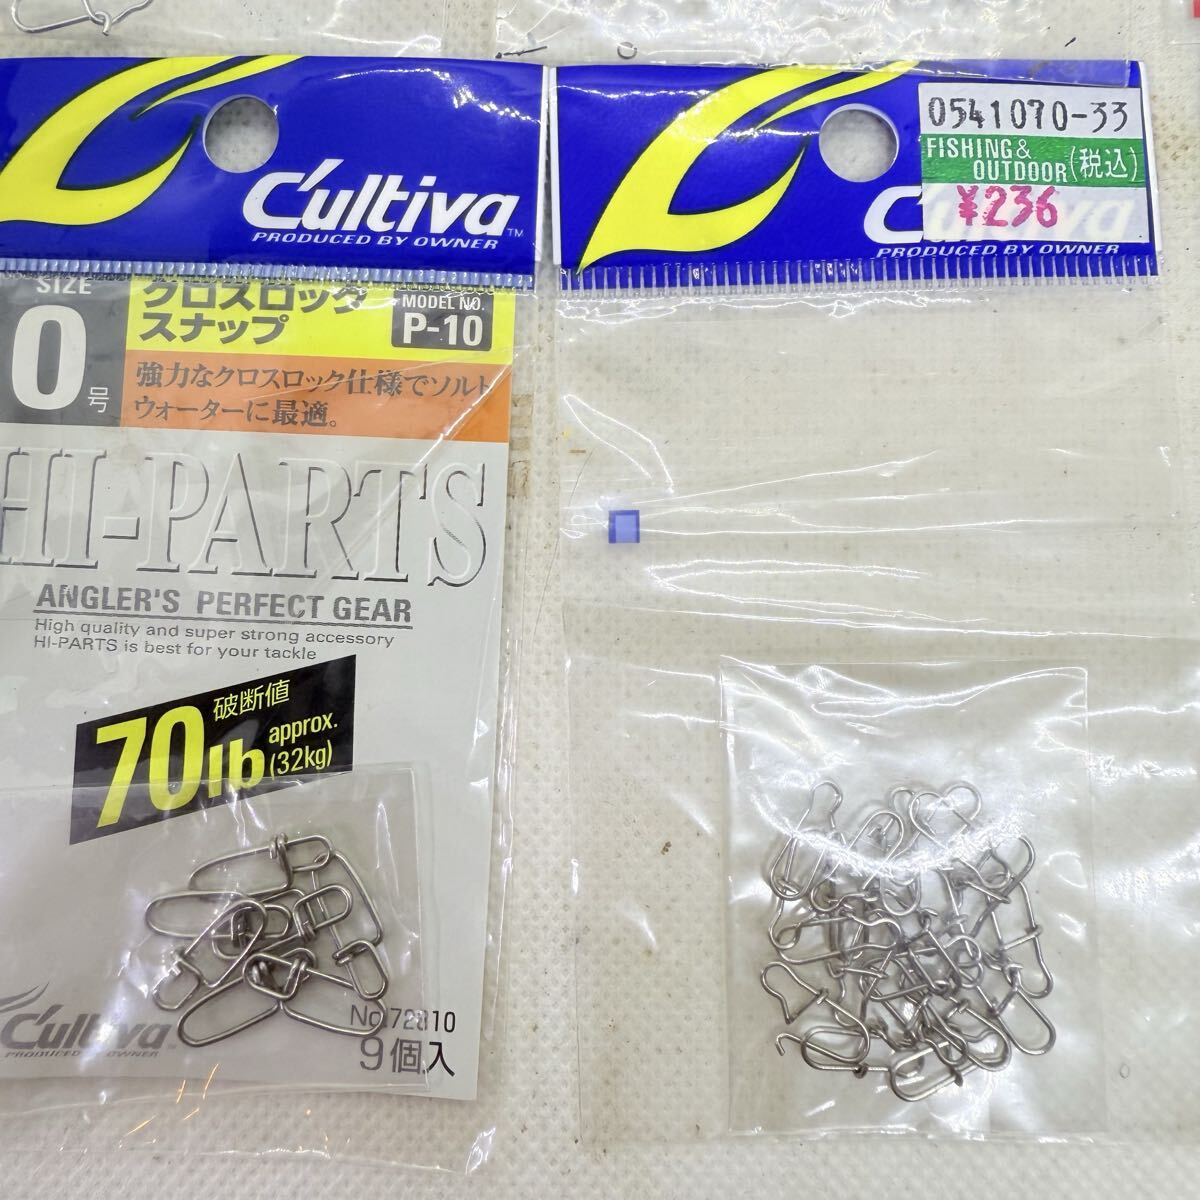 C'ultiva™
PRODUCED BY OWNER
SIZE
0号
クロスロック
スナップ
MODEL NO.
P-10
強力なクロスロック仕様でソルト
ウォーターに最適。
HI-PARTS
ANGLER'S PERFECT GEAR
High quality and super strong accessory
HI-PARTS is best for your tackle
破断値
70lb approx.
(32kg)
C'ultiva
PRODUCED BY OWNER
No.72810
9個入
0541070-33
FISHING &
OUTDOOR (税込)
¥236
PRODUCED BY OWNER